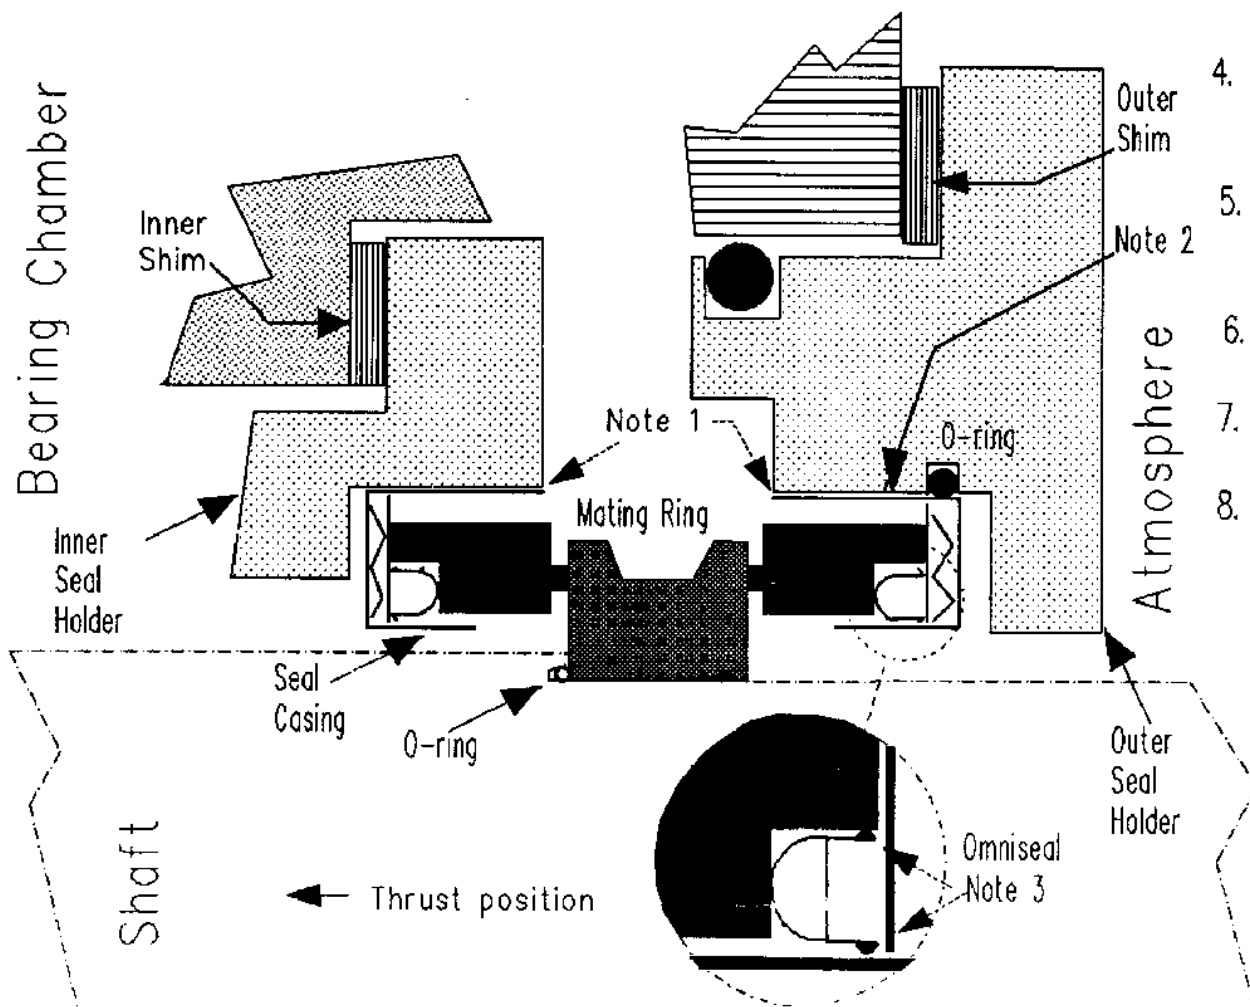 Bearing Chamber
Inner
Shim
Outer
Shim
Note 2
4.
5.
6.
7.
8.
Atmosphere
Note 1
O-ring
Mating Ring
Inner
Seal
Holder
Seal
Casing
O-ring
Outer
Seal
Holder
Shaft
Thrust position
Omniseal
Note 3